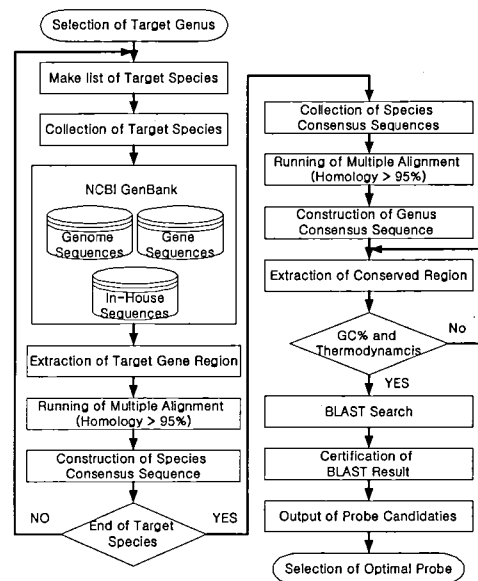 Selection of Target Genus
Make list of Target Species
Collection of Target Species
NCBI GenBank
Genome
Sequences
Gene
Sequences
In-House
Sequences
Extraction of Target Gene Region
Running of Multiple Alignment
(Homology > 95%)
Construction of Species
Consensus Sequence
NO
End of Target
Species
YES
Collection of Species
Consensus Sequences
Running of Multiple Alignment
(Homology > 95%)
Construction of Genus
Consensus Sequence
Extraction of Conserved Region
GC% and
Thermodynamcis
No
YES
BLAST Search
Certification of
BLAST Result
Output of Probe Candidaties
Selection of Optimal Probe